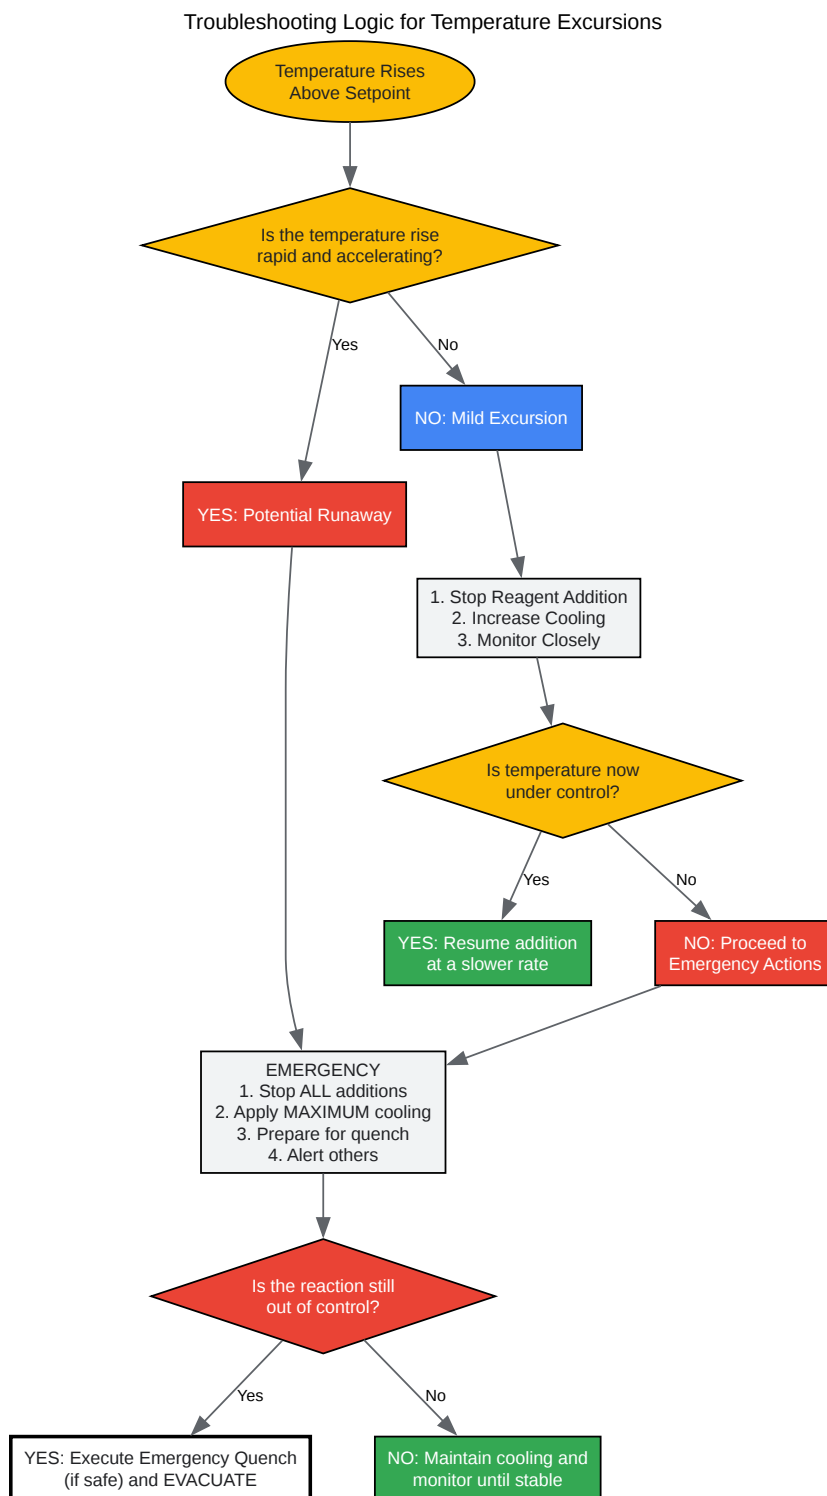 Troubleshooting Logic for Temperature Excursions
Temperature Rises
Above Setpoint
Is the temperature rise
rapid and accelerating?
Yes
No
NO: Mild Excursion
YES: Potential Runaway
1. Stop Reagent Addition
2. Increase Cooling
3. Monitor Closely
Is temperature now
under control?
Yes
No
YES: Resume addition
at a slower rate
NO: Proceed to
Emergency Actions
EMERGENCY
1. Stop ALL additions
2. Apply MAXIMUM cooling
3. Prepare for quench
4. Alert others
Is the reaction still
out of control?
Yes
No
YES: Execute Emergency Quench
(if safe) and EVACUATE
NO: Maintain cooling and
monitor until stable